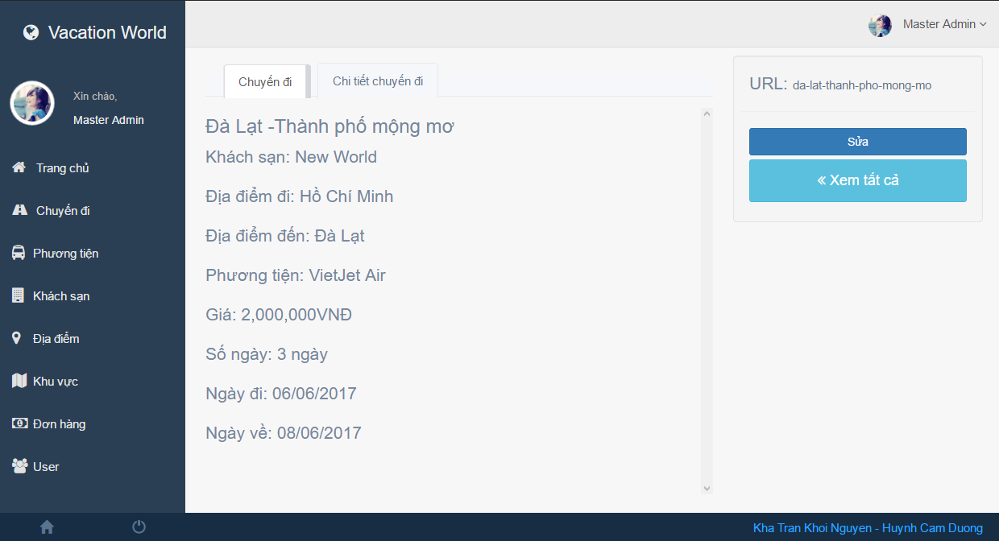 Vacation World
Master Admin
Xin chào,
Master Admin
Trang chủ
Chuyến đi
Phương tiện
Khách sạn
Địa điểm
Khu vực
Đơn hàng
User
Chuyến đi
Chi tiết chuyến đi
Đà Lạt -Thành phố mộng mơ
Khách sạn: New World
Địa điểm đi: Hồ Chí Minh
Địa điểm đến: Đà Lạt
Phương tiện: VietJet Air
Giá: 2,000,000VNĐ
Số ngày: 3 ngày
Ngày đi: 06/06/2017
Ngày về: 08/06/2017
URL: da-lat-thanh-pho-mong-mo
Sửa
« Xem tất cả
Kha Tran Khoi Nguyen - Huynh Cam Duong